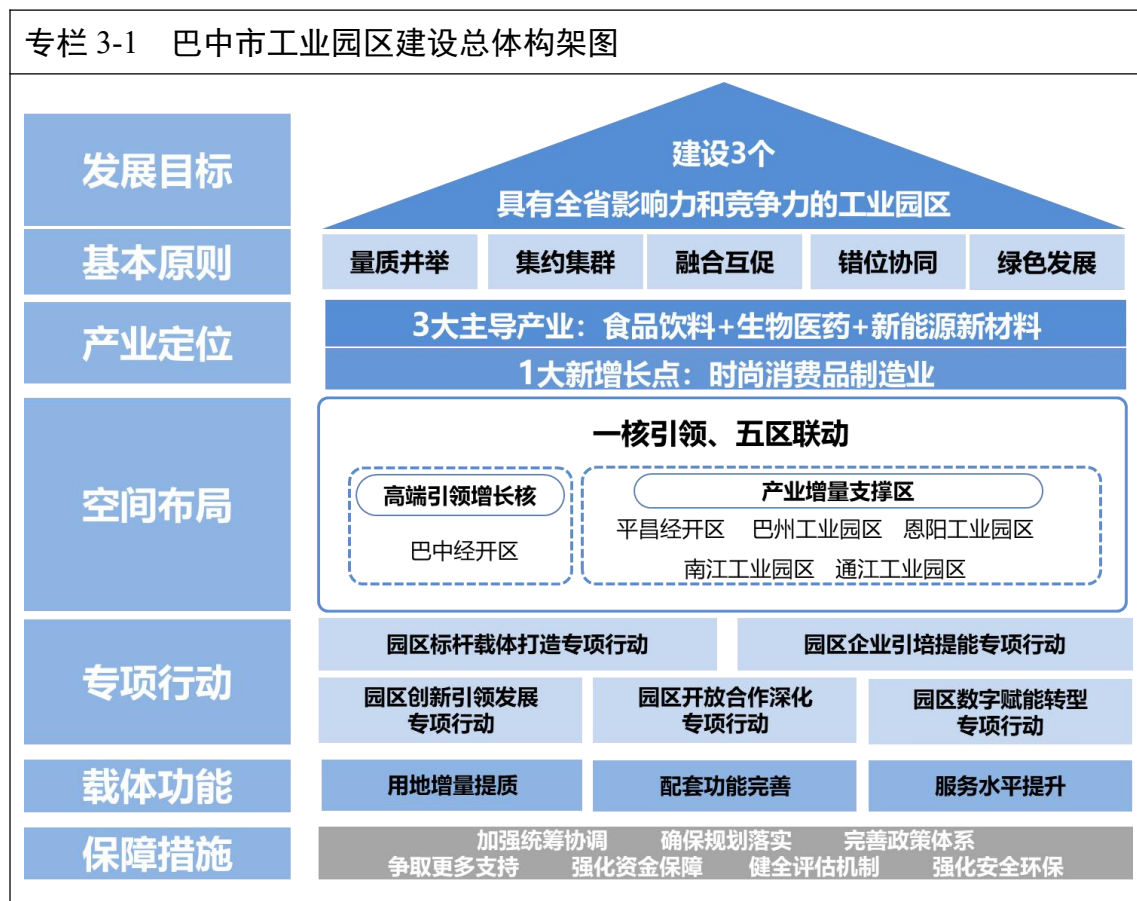 专栏 3-1 巴中市工业园区建设总体构架图
发展目标
建设3个
具有全省影响力和竞争力的工业园区
基本原则
量质并举 集约集群 融合互促 错位协同 绿色发展
产业定位
3大主导产业：食品饮料+生物医药+新能源新材料
1大新增长点：时尚消费品制造业
空间布局
一核引领、五区联动
高端引领增长核
巴中经开区
产业增量支撑区
平昌经开区 巴州工业园区 恩阳工业园区
南江工业园区 通江工业园区
专项行动
园区标杆载体打造专项行动 园区企业引培提能专项行动
园区创新引领发展
专项行动
园区开放合作深化
专项行动
园区数字赋能转型
专项行动
载体功能
用地增量提质 配套功能完善 服务水平提升
保障措施
加强统筹协调 确保规划落实 完善政策体系
争取更多支持 强化资金保障 健全评估机制 强化安全环保